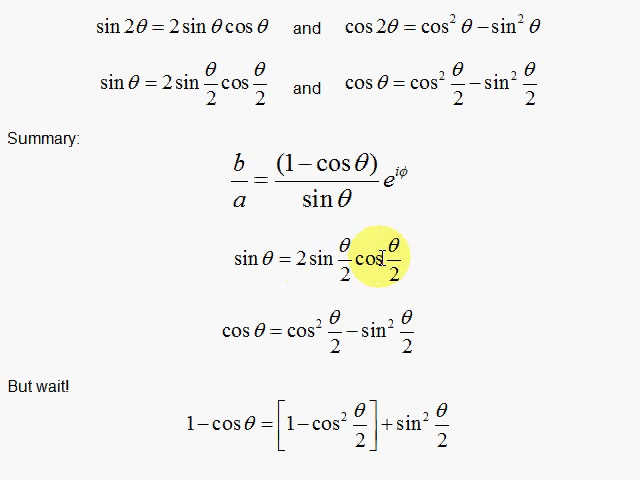 sin 2θ = 2 sin θ cos θ and cos 2θ = cos² θ − sin² θ
sin θ = 2 sin θ/2 cos θ/2 and cos θ = cos² θ/2 − sin² θ/2
Summary:
b/a = (1 − cos θ)/sin θ e^{iϕ}
sin θ = 2 sin θ/2 cos θ/2
cos θ = cos² θ/2 − sin² θ/2
But wait!
1 − cos θ = [1 − cos² θ/2] + sin² θ/2